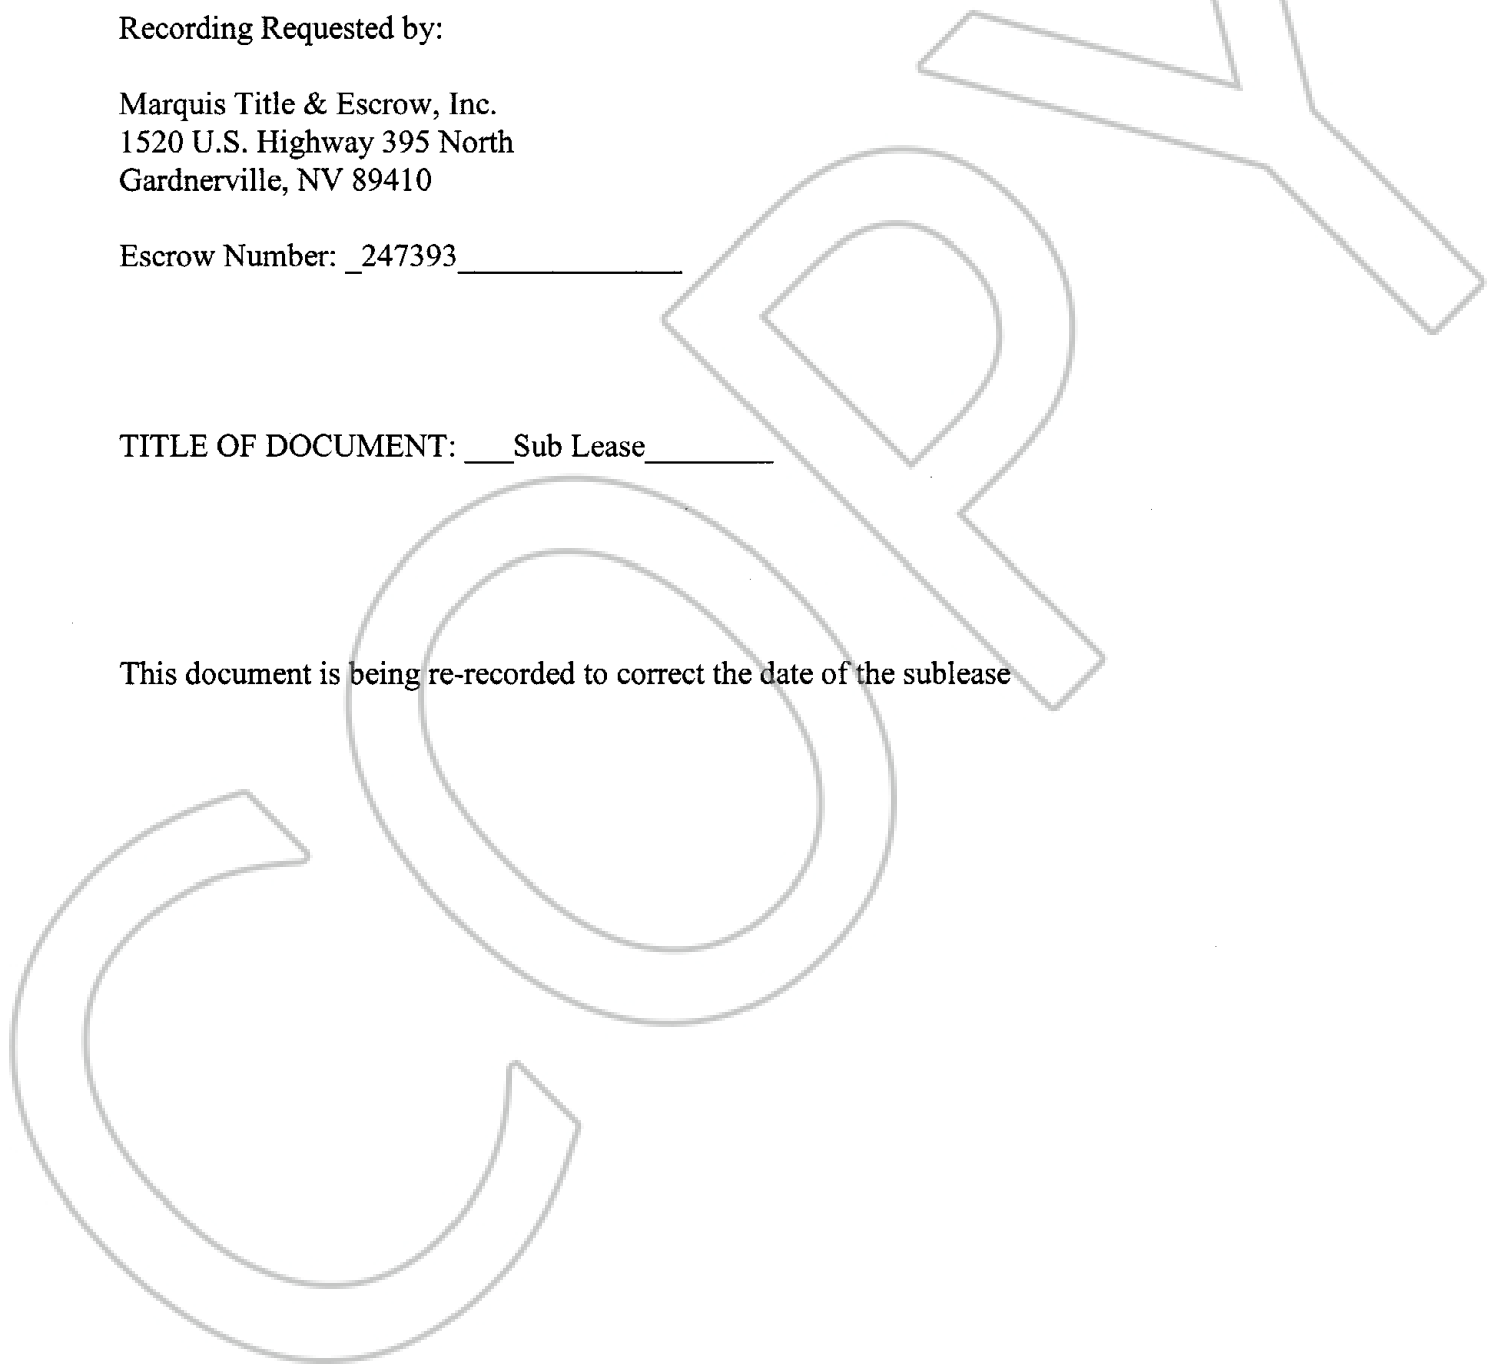 Recording Requested by:
Marquis Title & Escrow, Inc.
1520 U.S. Highway 395 North
Gardnerville, NV 89410
Escrow Number: _247393______________
TITLE OF DOCUMENT: ___Sub Lease________
This document is being re-recorded to correct the date of the sublease
COPY